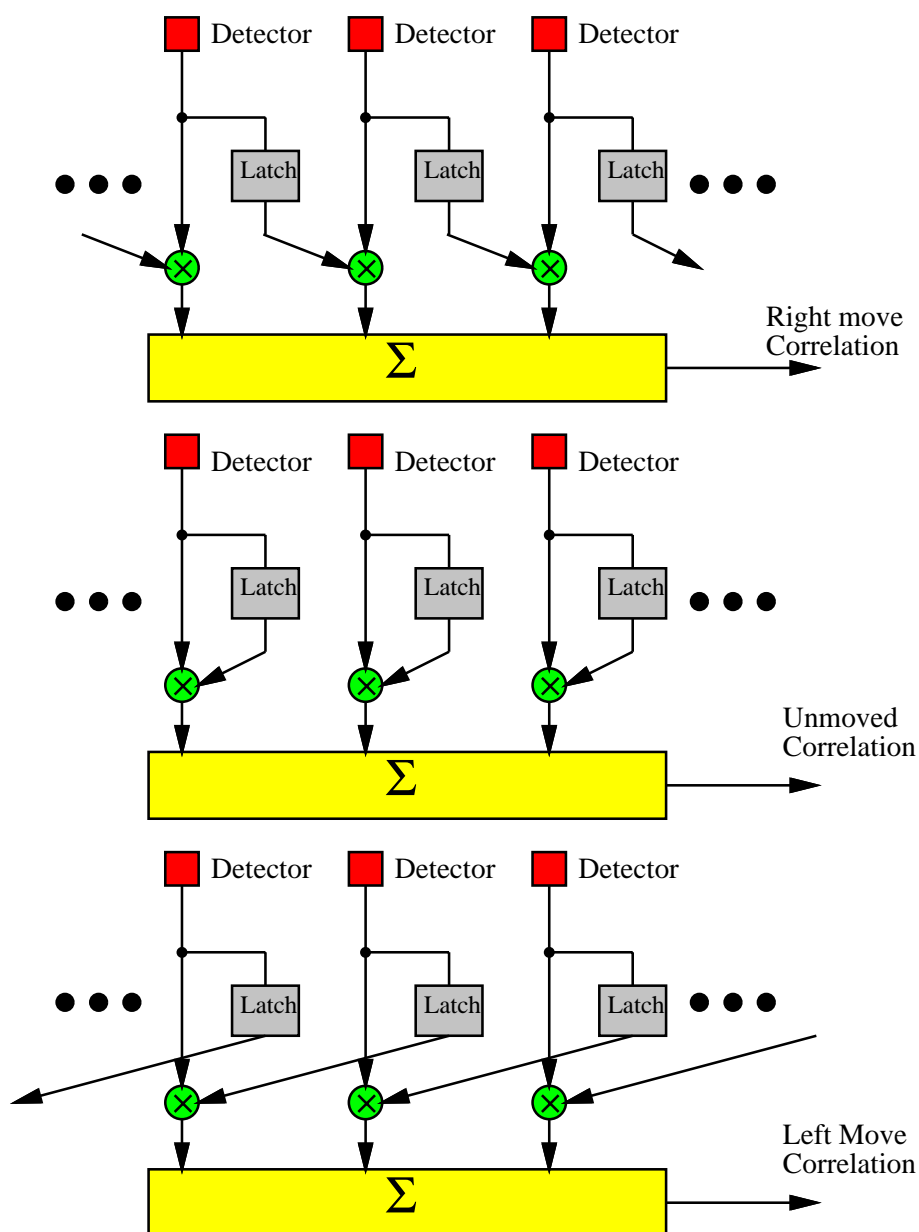 Detector Detector Detector
Latch Latch Latch
× × ×
Right move
Correlation
Σ
Detector Detector Detector
Latch Latch Latch
× × ×
Unmoved
Correlation
Σ
Detector Detector Detector
Latch Latch Latch
× × ×
Left Move
Correlation
Σ